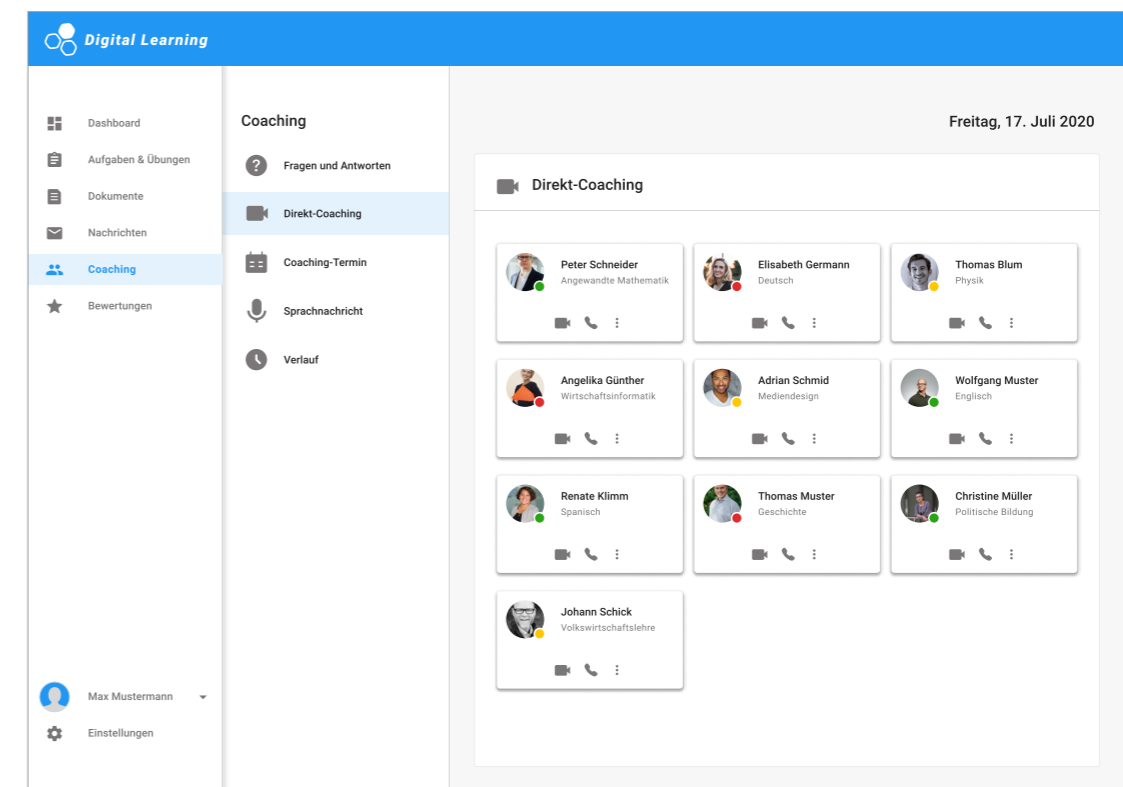 Digital Learning
Dashboard
Aufgaben & Übungen
Dokumente
Nachrichten
Coaching
Bewertungen
Max Mustermann
Einstellungen
Coaching
Fragen und Antworten
Direkt-Coaching
Coaching-Termin
Sprachnachricht
Verlauf
Freitag, 17. Juli 2020
Direkt-Coaching
Peter Schneider
Angewandte Mathematik
Elisabeth Germann
Deutsch
Thomas Blum
Physik
Angelika Günther
Wirtschaftsinformatik
Adrian Schmid
Mediendesign
Wolfgang Muster
Englisch
Renate Klimm
Spanisch
Thomas Muster
Geschichte
Christine Müller
Politische Bildung
Johann Schick
Volkswirtschaftslehre